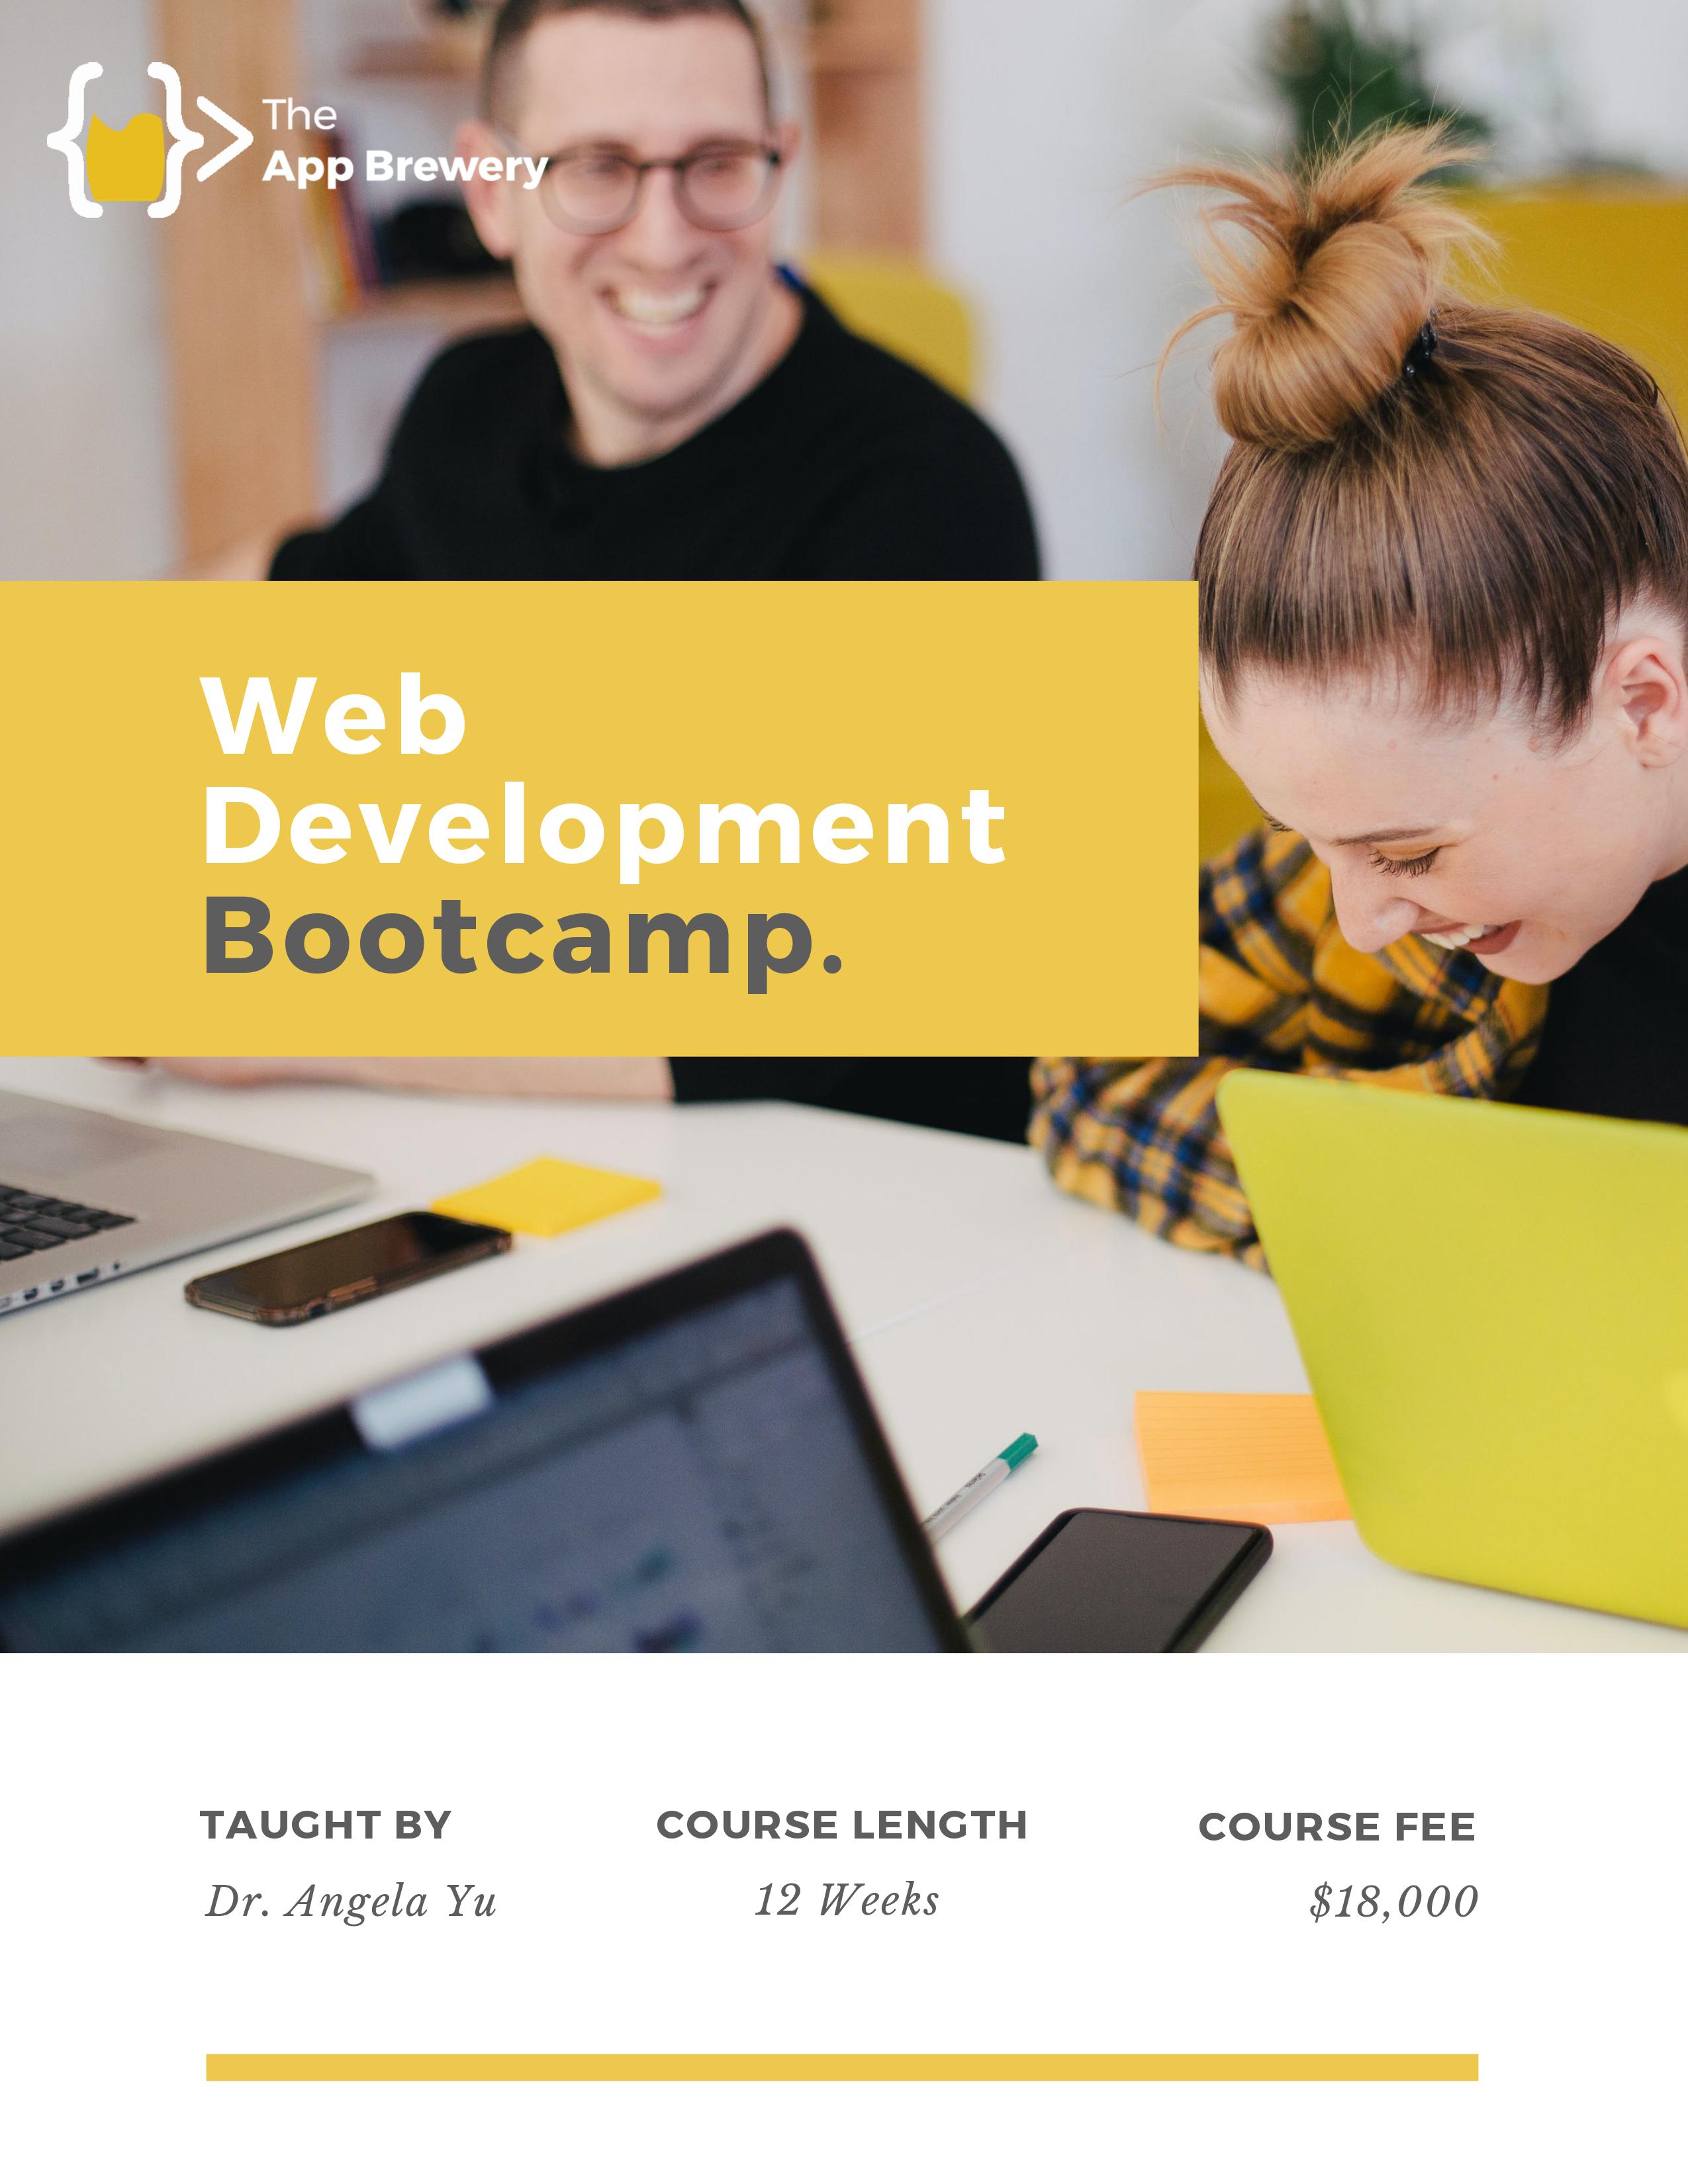 The
App Brewery
Web
Development
Bootcamp.
TAUGHT BY
Dr. Angela Yu
COURSE LENGTH
12 Weeks
COURSE FEE
$18,000